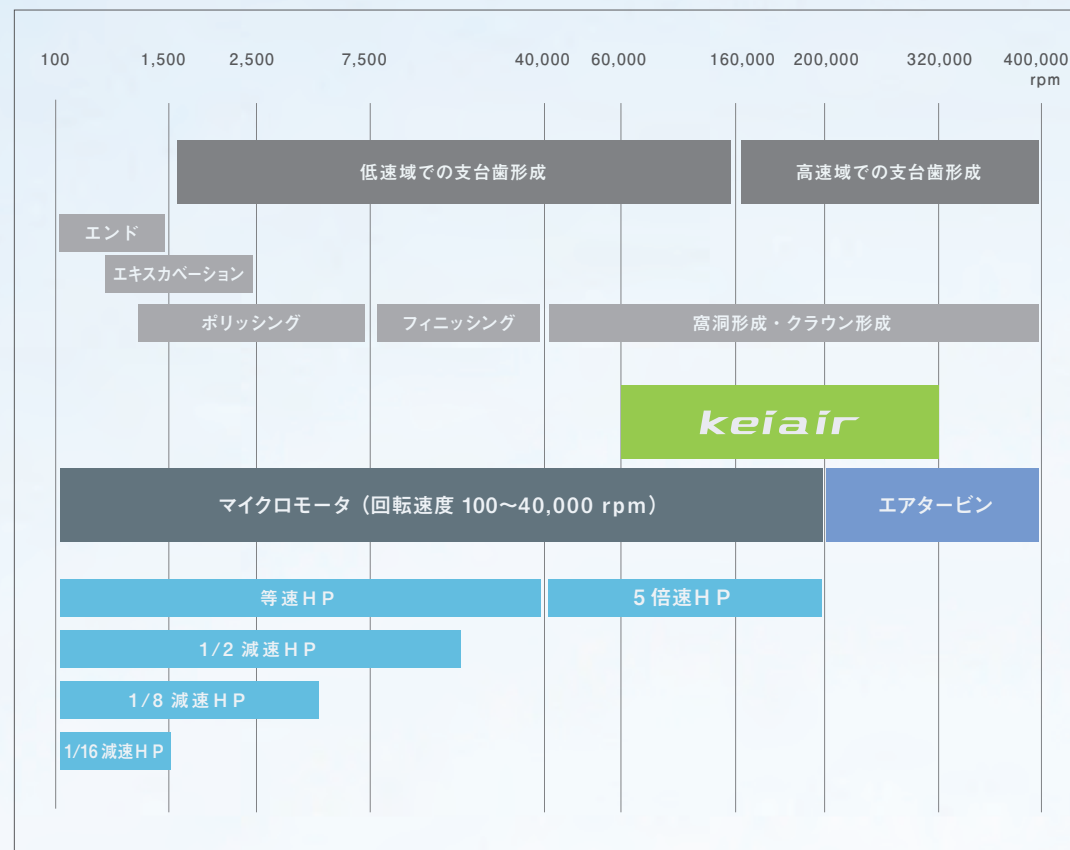 100 1,500 2,500 7,500 40,000 60,000 160,000 200,000 320,000 400,000
rpm
低速域での支台歯形成 高速域での支台歯形成
エンド
エキスカベーション
ポリッシング フィニッシング 窩洞形成・クラウン形成
keiair
マイクロモータ（回転速度 100〜40,000 rpm） エアタービン
等速HP 5倍速HP
1/2 減速HP
1/8 減速HP
1/16減速HP